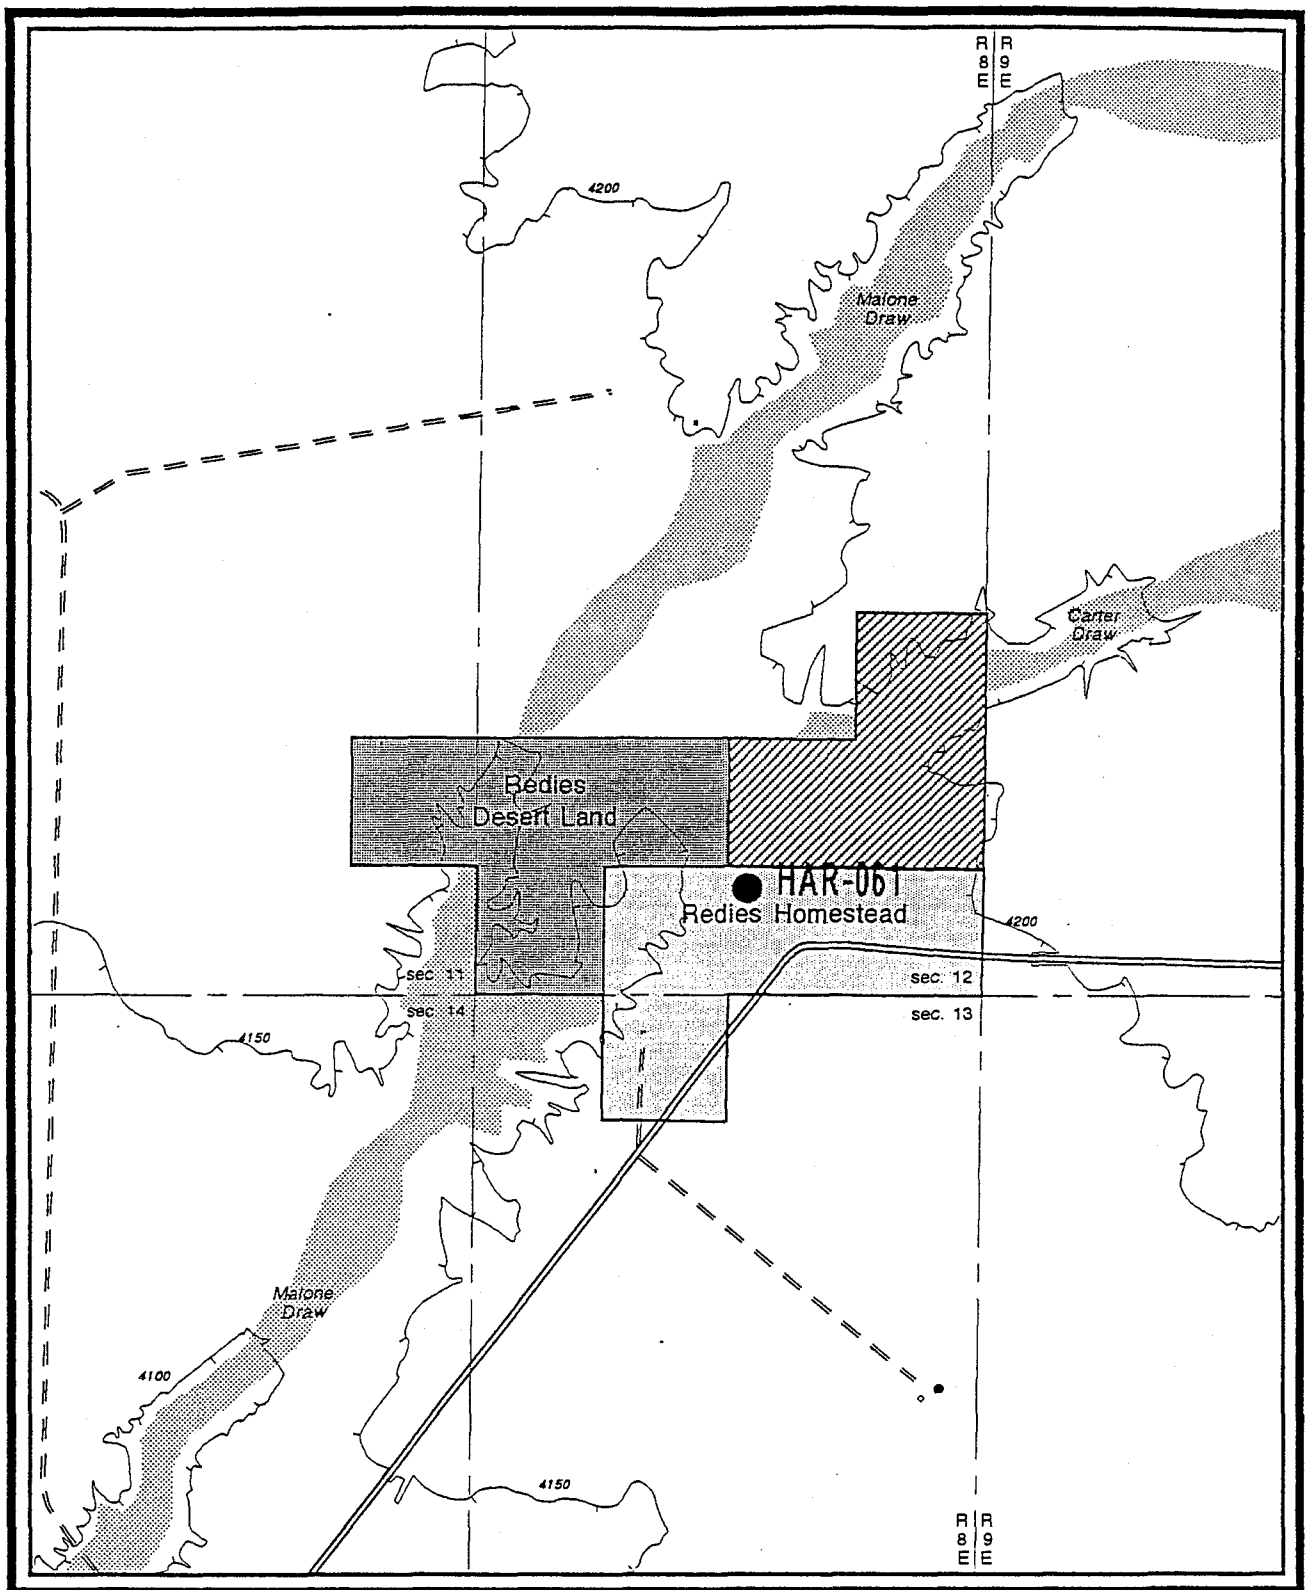 R R
8 9
E E
4200
Malone
Draw
Carter
Draw
Redies
Desert Land
HAR-061
Redies Homestead
4200
sec. 11
sec. 12
sec. 14
sec. 13
4150
Malone
Draw
4100
4150
R R
8 9
E E